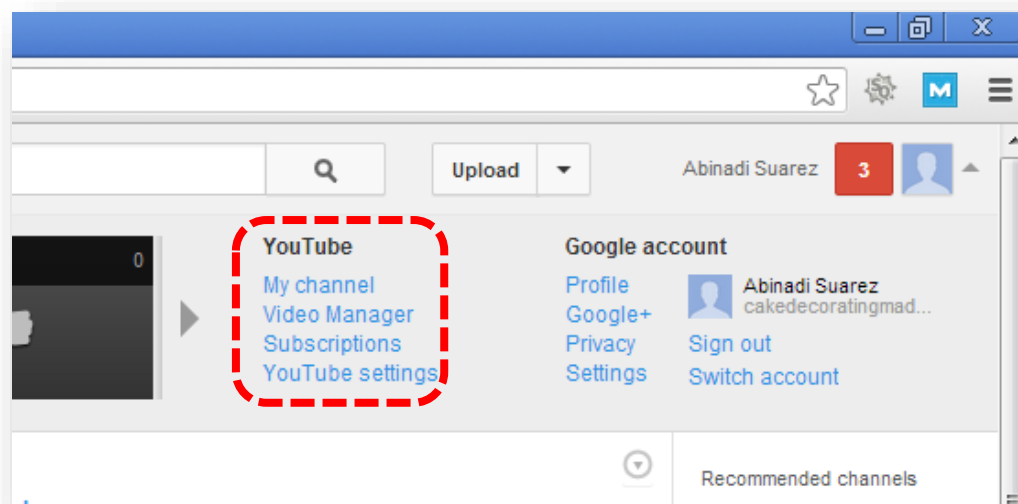 SQ
M
Upload
Abinadi Suarez
3
0
YouTube
My channel
Video Manager
Subscriptions
YouTube settings
Google account
Profile
Google+
Privacy
Settings
Abinadi Suarez
cakedecoratingmad...
Sign out
Switch account
Recommended channels